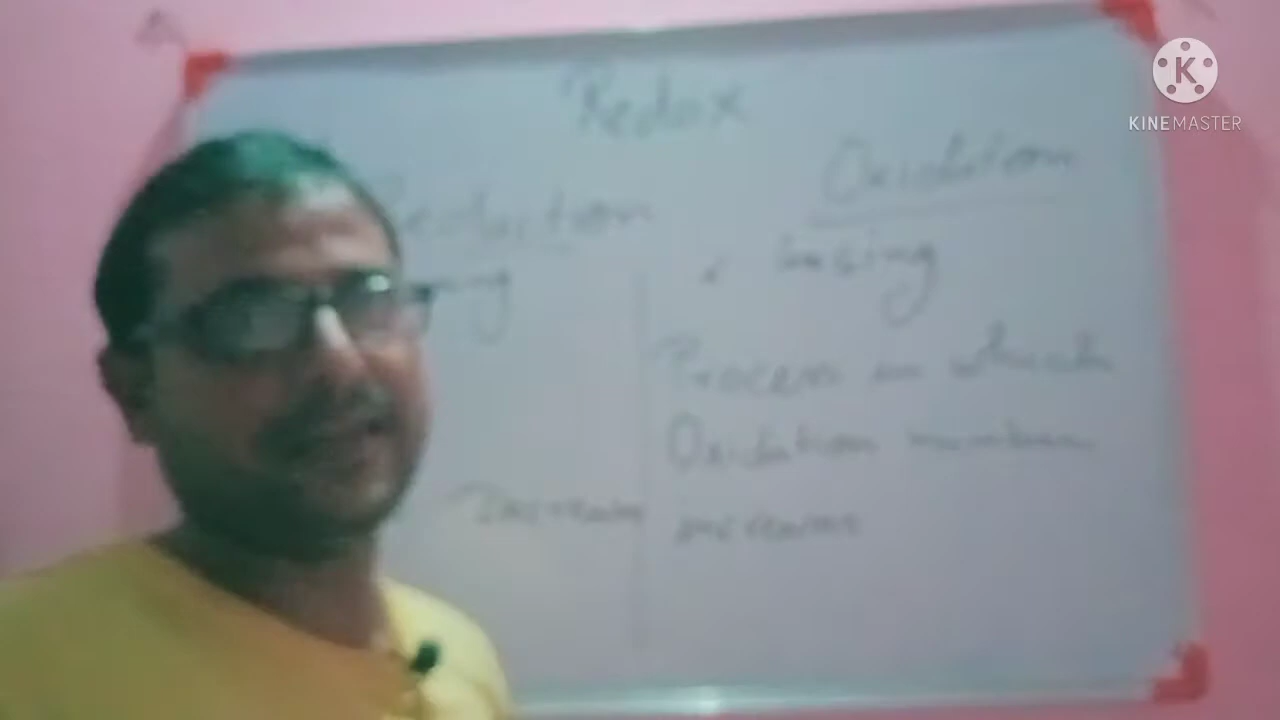 KINEMASTER
Redox
Reduction
Oxidation
losing
Process in which
Oxidation number
Decreases
increases